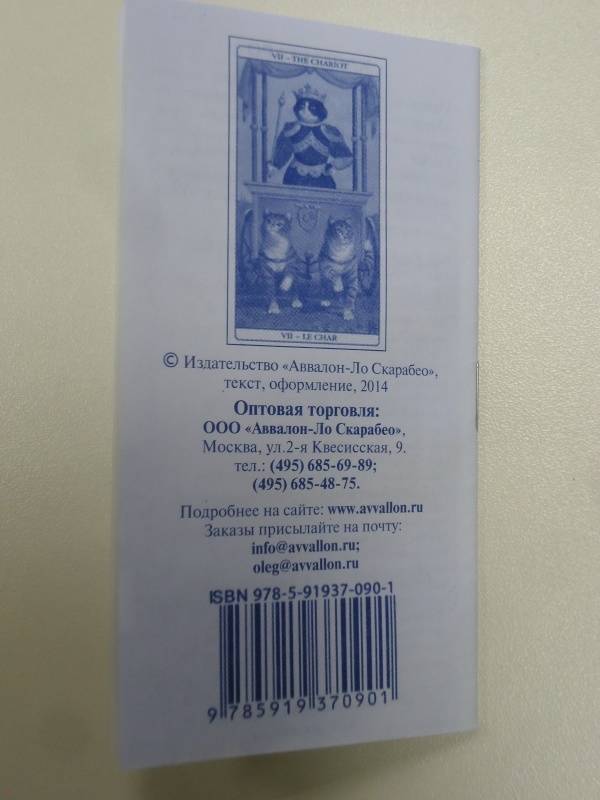 VII - THE CHARIOT
VII - LE CHAR
© Издательство «Аввалон-Ло Скарабео»,
текст, оформление, 2014
Оптовая торговля:
ООО «Аввалон-Ло Скарабео»,
Москва, ул.2-я Квесисская, 9.
тел.: (495) 685-69-89;
(495) 685-48-75.
Подробнее на сайте: www.avvallon.ru
Заказы присылайте на почту:
info@avvallon.ru;
oleg@avvallon.ru
ISBN 978-5-91937-090-1
9 785919 370901